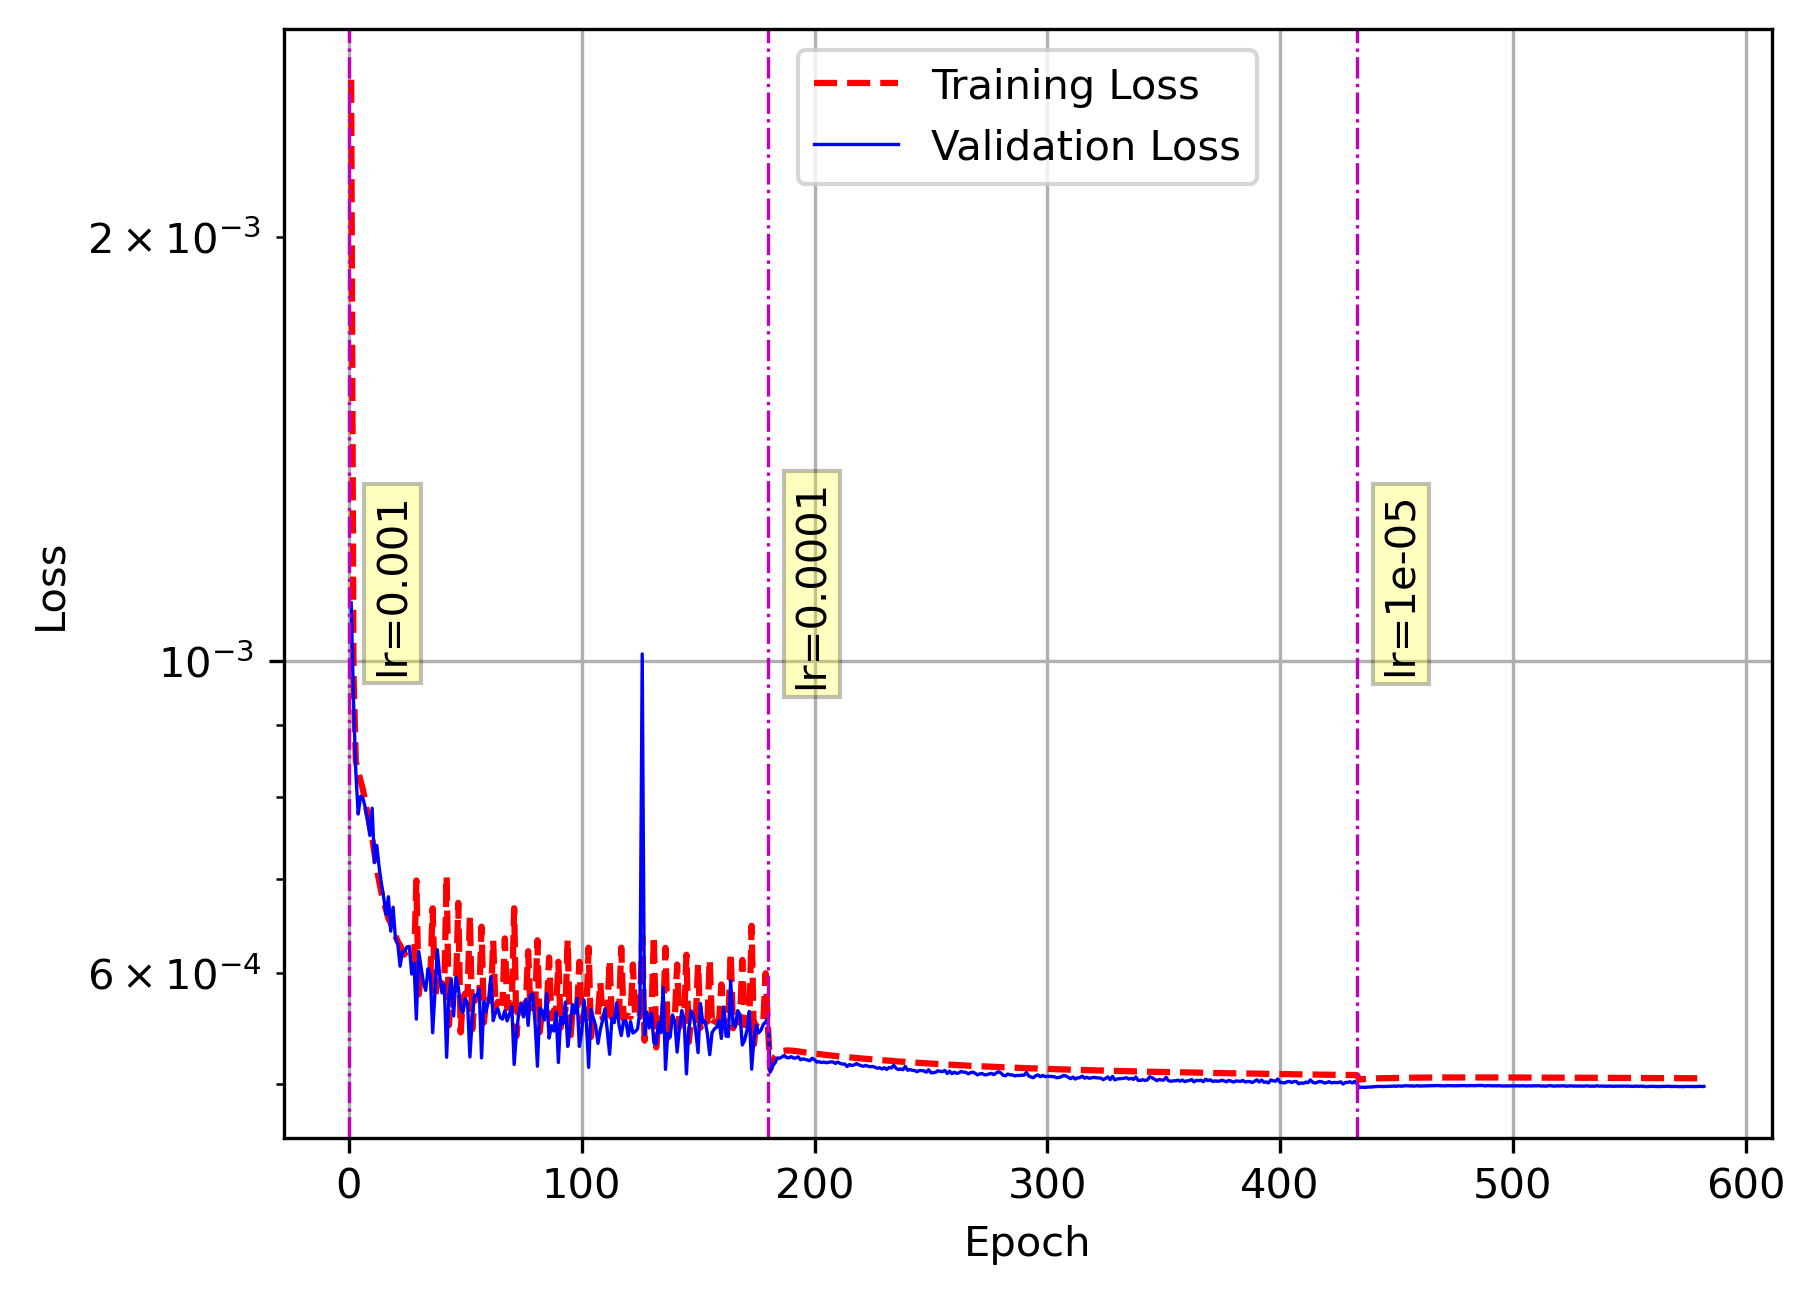 Training Loss
Validation Loss
2 × 10⁻³
10⁻³
6 × 10⁻⁴
Loss
lr=0.001
lr=0.0001
lr=1e-05
0 100 200 300 400 500 600
Epoch